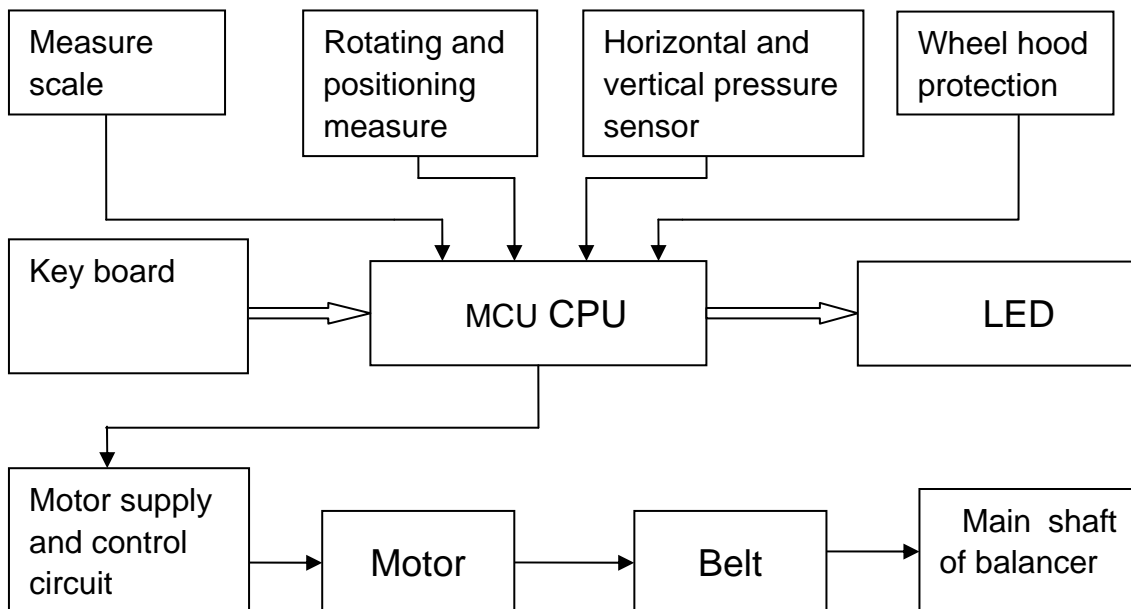 Measure
scale
Rotating and
positioning
measure
Horizontal and
vertical pressure
sensor
Wheel hood
protection
Key board
MCU CPU
LED
Motor supply
and control
circuit
Motor
Belt
Main shaft
of balancer